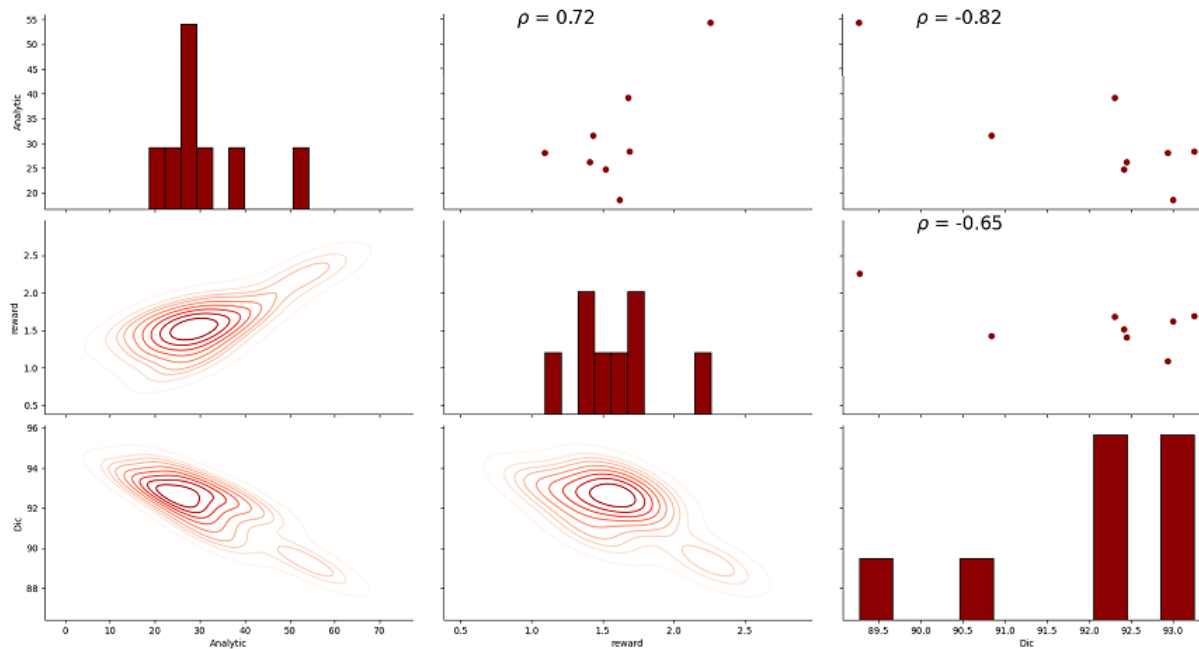 ρ = 0.72
ρ = -0.82
55
50
45
40
35
30
25
20
Analytic
ρ = -0.65
2.5
2.0
1.5
1.0
0.5
reward
96
94
92
90
88
Dic
0 10 20 30 40 50 60 70
0.5 1.0 1.5 2.0 2.5
89.5 90.0 90.5 91.0 91.5 92.0 92.5 93.0
Analytic
reward
Dic